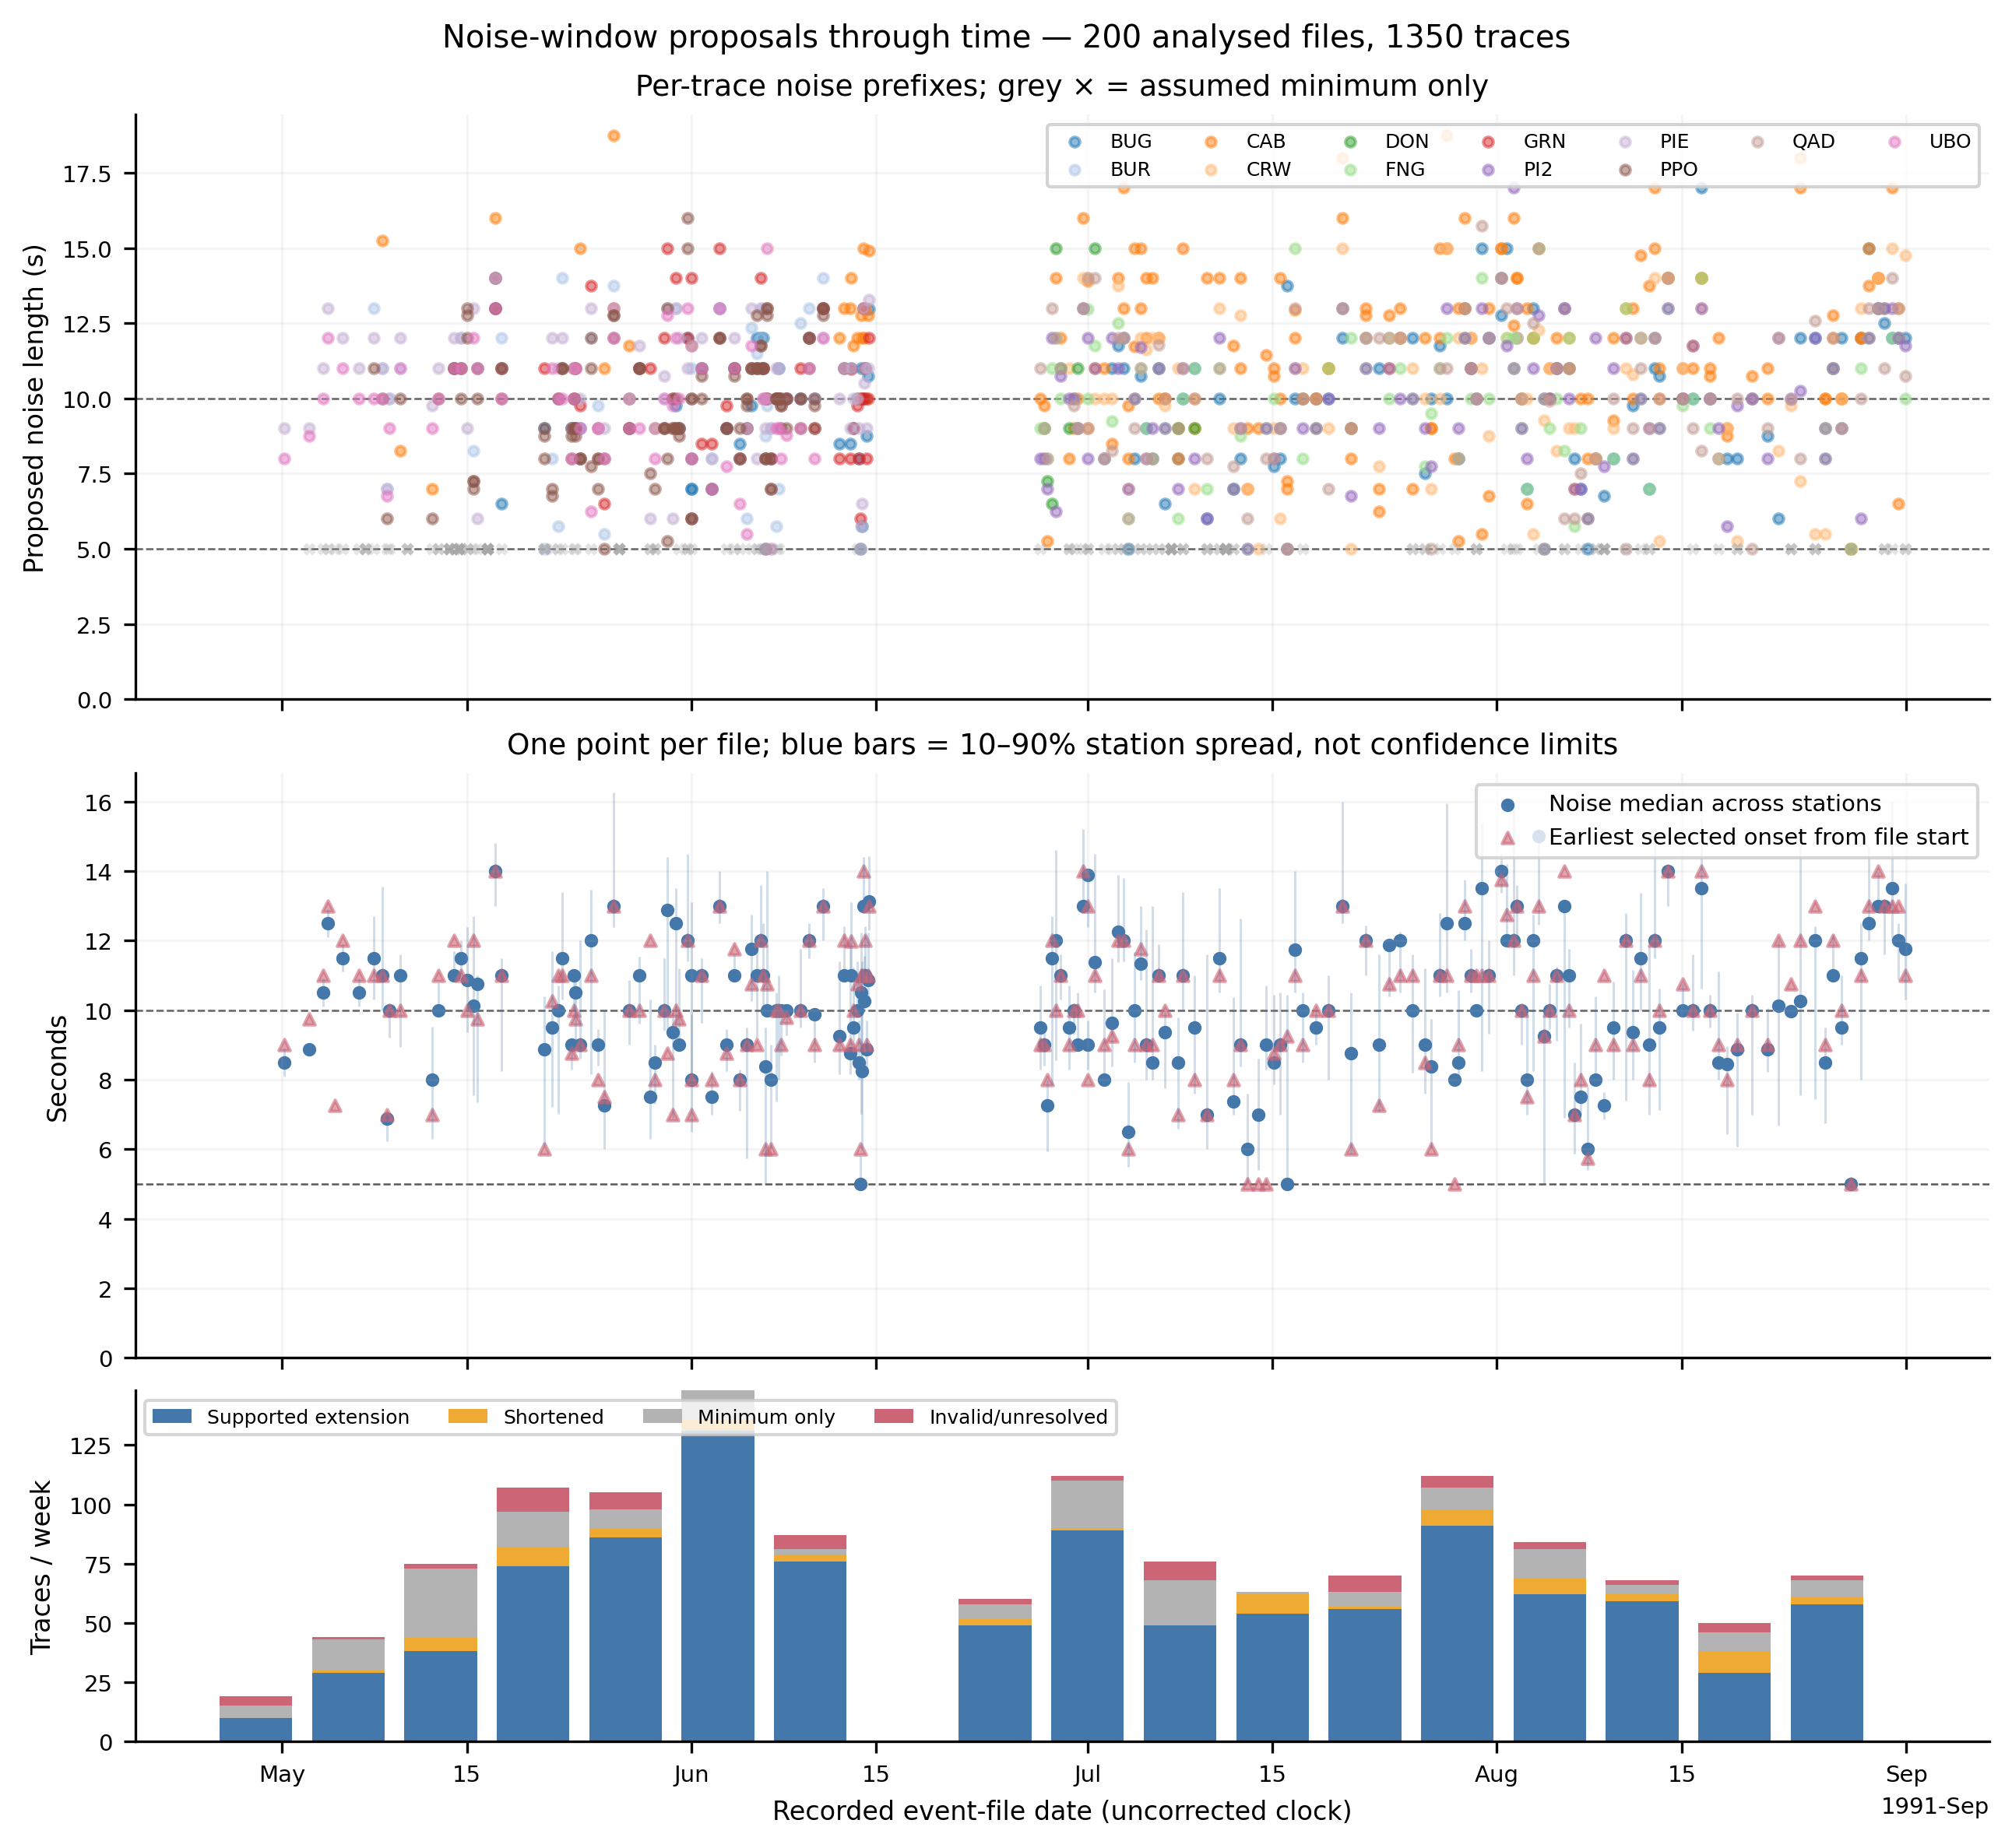 Noise-window proposals through time — 200 analysed files, 1350 traces
Per-trace noise prefixes; grey × = assumed minimum only
BUG CAB DON GRN PIE QAD UBO
BUR CRW FNG PI2 PPO
17.5
15.0
12.5
10.0
7.5
5.0
2.5
0.0
Proposed noise length (s)
One point per file; blue bars = 10–90% station spread, not confidence limits
Noise median across stations
Earliest selected onset from file start
16
14
12
10
8
6
4
2
0
Seconds
Supported extension Shortened Minimum only Invalid/unresolved
125
100
75
50
25
0
Traces / week
May 15 Jun 15 Jul 15 Aug 15 Sep
1991-Sep
Recorded event-file date (uncorrected clock)